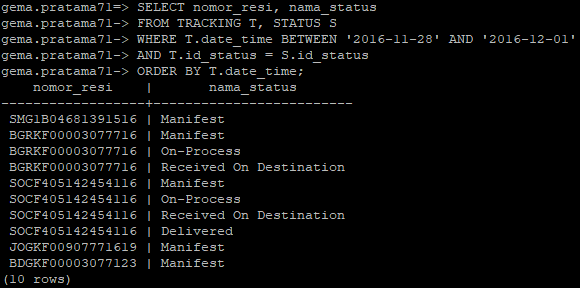 gema.pratama71=> SELECT nomor_resi, nama_status
gema.pratama71-> FROM TRACKING T, STATUS S
gema.pratama71-> WHERE T.date_time BETWEEN '2016-11-28' AND '2016-12-01'
gema.pratama71-> AND T.id_status = S.id_status
gema.pratama71-> ORDER BY T.date_time;
    nomor_resi    |       nama_status
------------------+-------------------------
 SMG1B04681391516 | Manifest
 BGRKF00003077716 | Manifest
 BGRKF00003077716 | On-Process
 BGRKF00003077716 | Received On Destination
 SOCF405142454116 | Manifest
 SOCF405142454116 | On-Process
 SOCF405142454116 | Received On Destination
 SOCF405142454116 | Delivered
 JOGKF00907771619 | Manifest
 BDGKF00003077123 | Manifest
(10 rows)